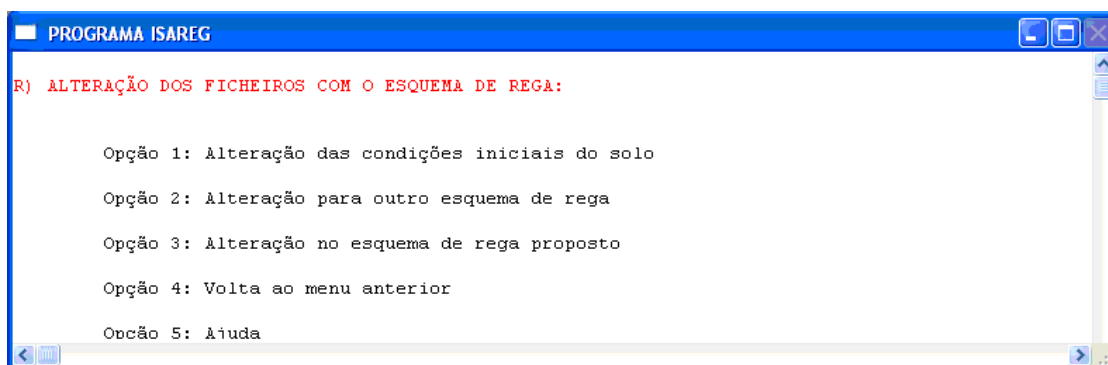 PROGRAMA ISAREG
R) ALTERAÇÃO DOS FICHEIROS COM O ESQUEMA DE REGA:
Opção 1: Alteração das condições iniciais do solo
Opção 2: Alteração para outro esquema de rega
Opção 3: Alteração no esquema de rega proposto
Opção 4: Volta ao menu anterior
Opção 5: Ajuda